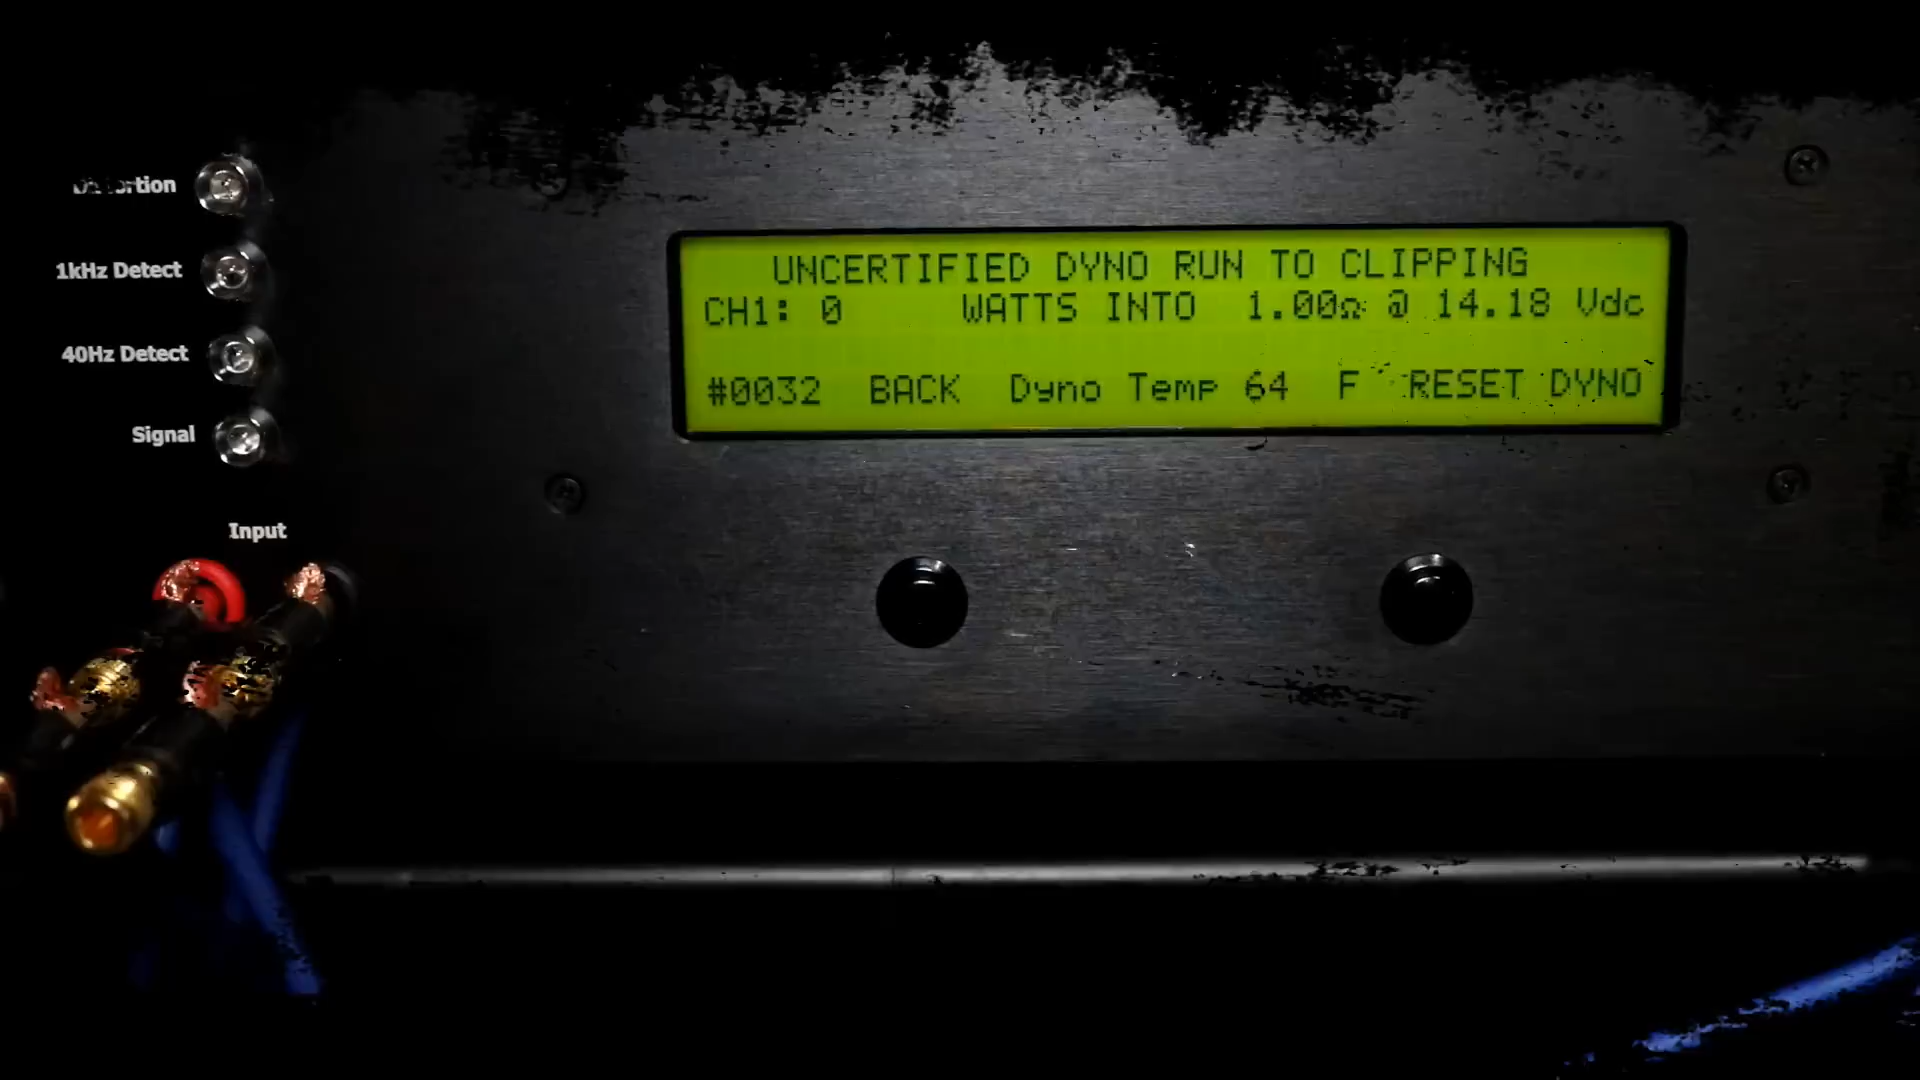 1kHz Detect
40Hz Detect
Signal
Input
UNCERTIFIED DYNO RUN TO CLIPPING
CH1: 0 WATTS INTO 1.00Ω @ 14.18 Vdc
#0032 BACK Dyno Temp 64 F RESET DYNO